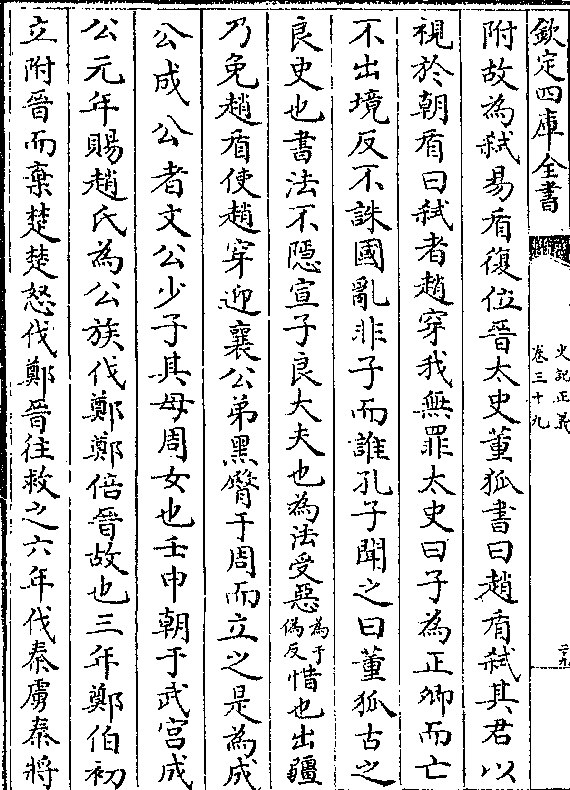 欽定四庫全書
史記正義
卷三十九
附故為弑易盾復位晉太史董狐書曰趙盾弑其君以
視於朝盾曰弑者趙穿我無罪太史曰子為正卿而亡
不出境反不誅國亂非子而誰孔子聞之曰董狐古之
良史也書法不隱宣子良大夫也為法受惡為于偽反惜也出疆
乃免趙盾使趙穿迎襄公弟黑臀于周而立之是為成
公成公者文公少子其母周女也壬申朝于武宮成
公元年賜趙氏為公族伐鄭鄭倍晉故也三年鄭伯初
立附晉而棄楚楚怒伐鄭晉往救之六年伐秦虜秦將